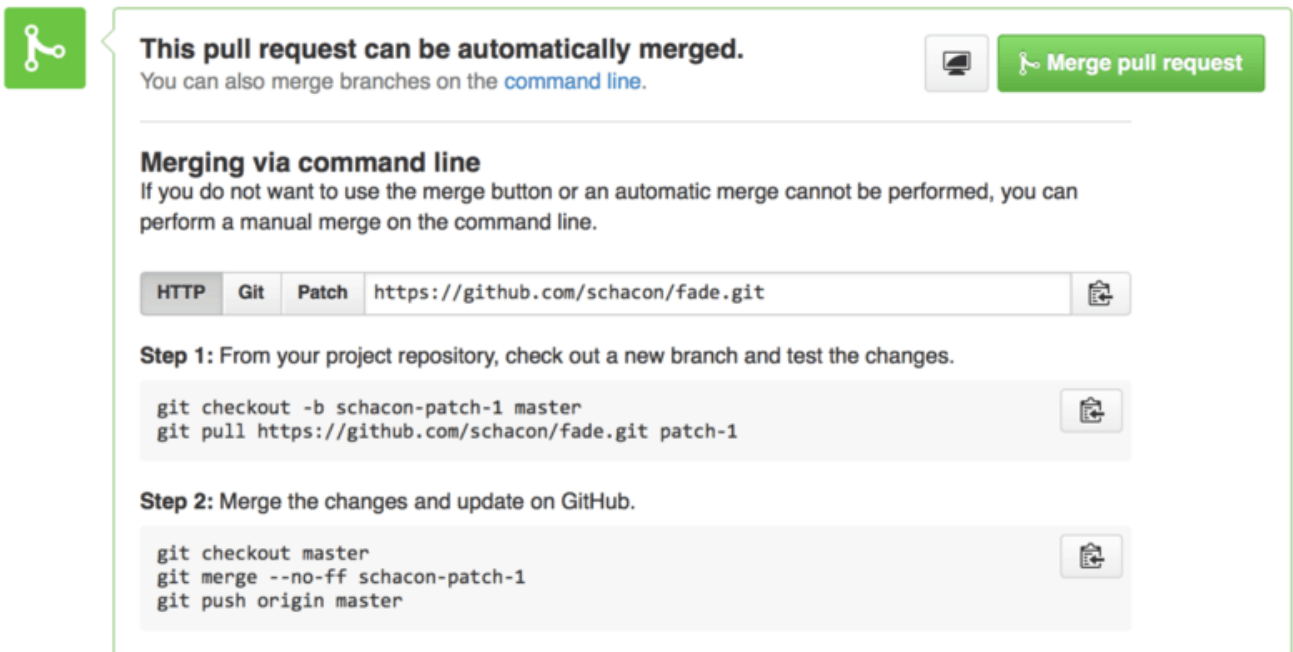 This pull request can be automatically merged.
You can also merge branches on the command line.
Merge pull request
Merging via command line
If you do not want to use the merge button or an automatic merge cannot be performed, you can
perform a manual merge on the command line.
HTTP Git Patch https://github.com/schacon/fade.git
Step 1: From your project repository, check out a new branch and test the changes.
git checkout -b schacon-patch-1 master
git pull https://github.com/schacon/fade.git patch-1
Step 2: Merge the changes and update on GitHub.
git checkout master
git merge --no-ff schacon-patch-1
git push origin master